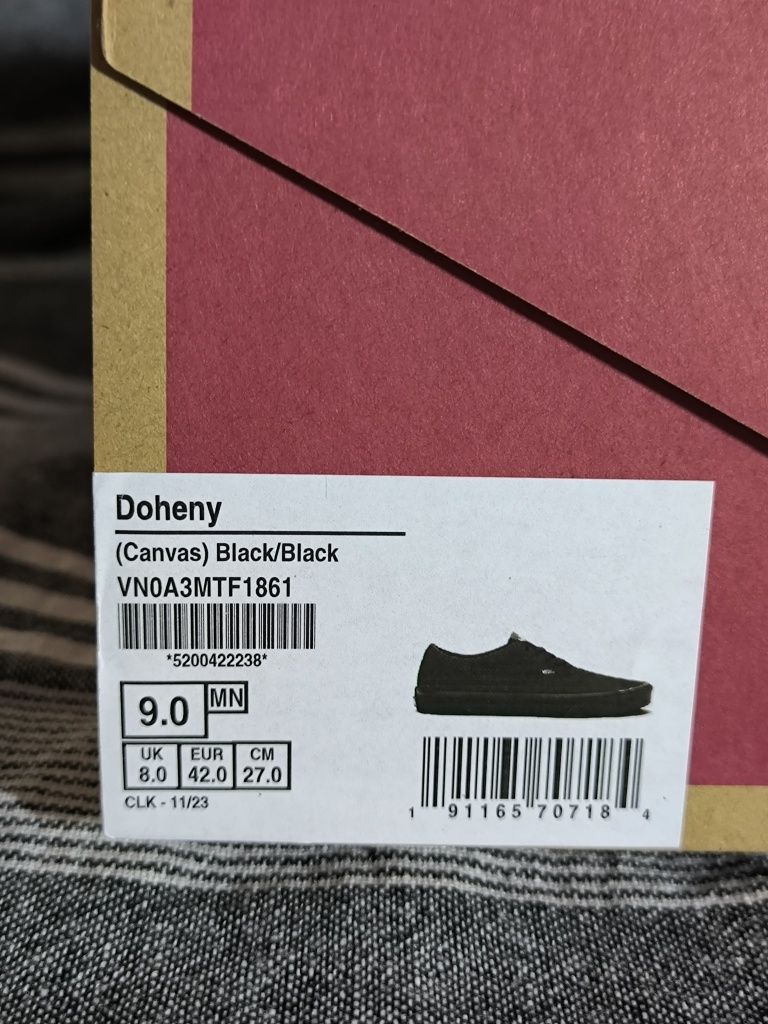 Doheny
(Canvas) Black/Black
VN0A3MTF1861
*5200422238*
9.0 MN
UK EUR CM
8.0 42.0 27.0
CLK - 11/23
1 91165 70718 4